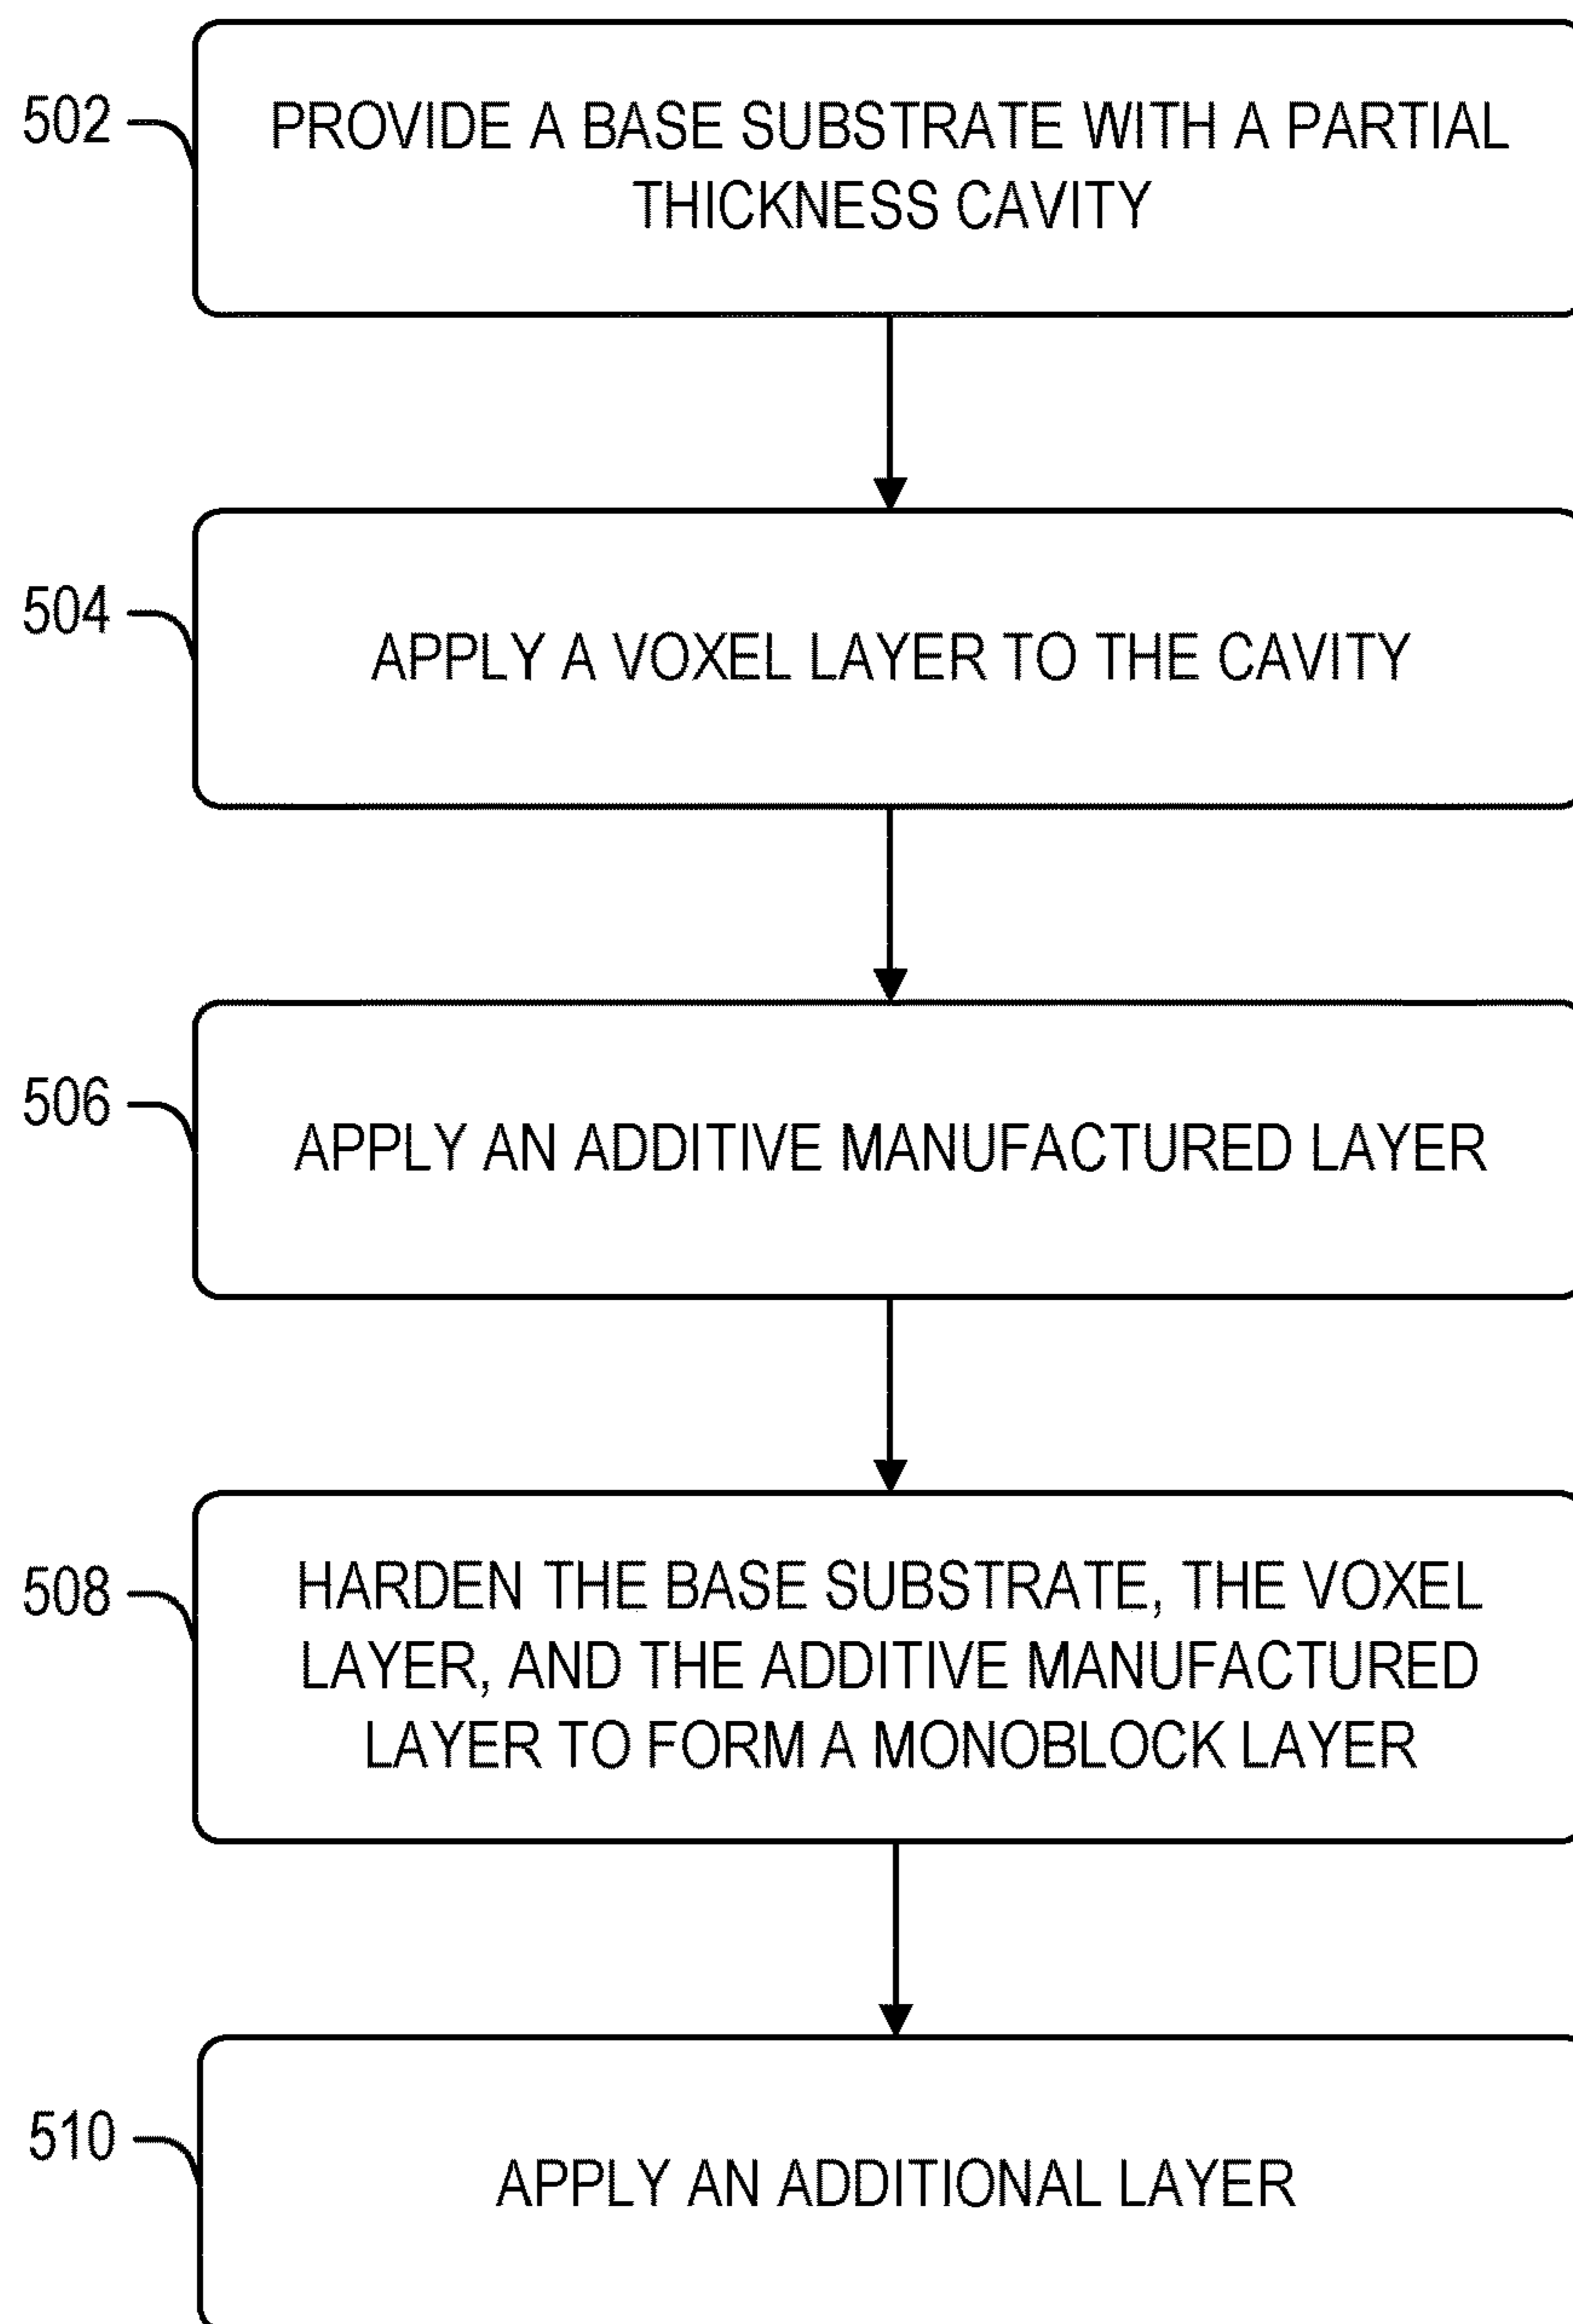 502
PROVIDE A BASE SUBSTRATE WITH A PARTIAL
THICKNESS CAVITY
504
APPLY A VOXEL LAYER TO THE CAVITY
506
APPLY AN ADDITIVE MANUFACTURED LAYER
508
HARDEN THE BASE SUBSTRATE, THE VOXEL
LAYER, AND THE ADDITIVE MANUFACTURED
LAYER TO FORM A MONOBLOCK LAYER
510
APPLY AN ADDITIONAL LAYER